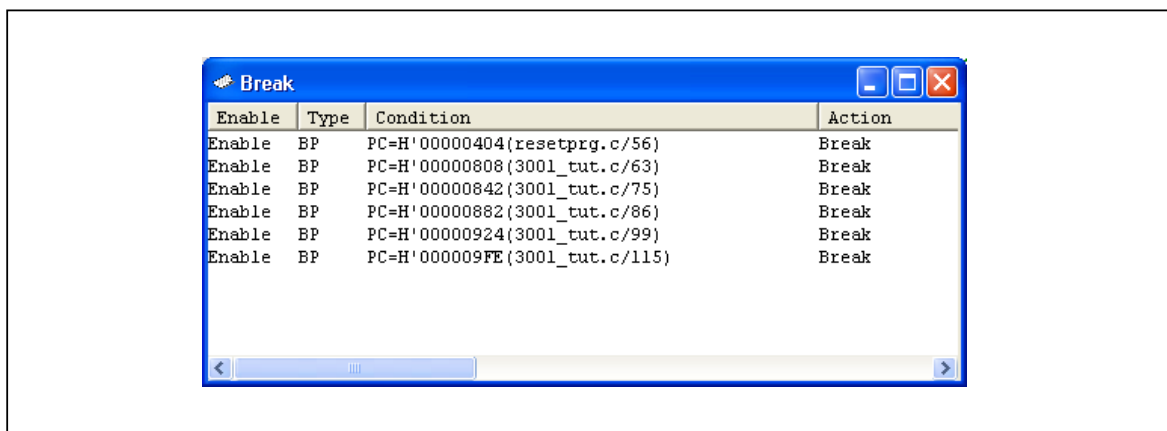 Break
Enable Type Condition Action
Enable BP PC=H'00000404(resetprg.c/56) Break
Enable BP PC=H'00000808(3001_tut.c/63) Break
Enable BP PC=H'00000842(3001_tut.c/75) Break
Enable BP PC=H'00000882(3001_tut.c/86) Break
Enable BP PC=H'00000924(3001_tut.c/99) Break
Enable BP PC=H'000009FE(3001_tut.c/115) Break